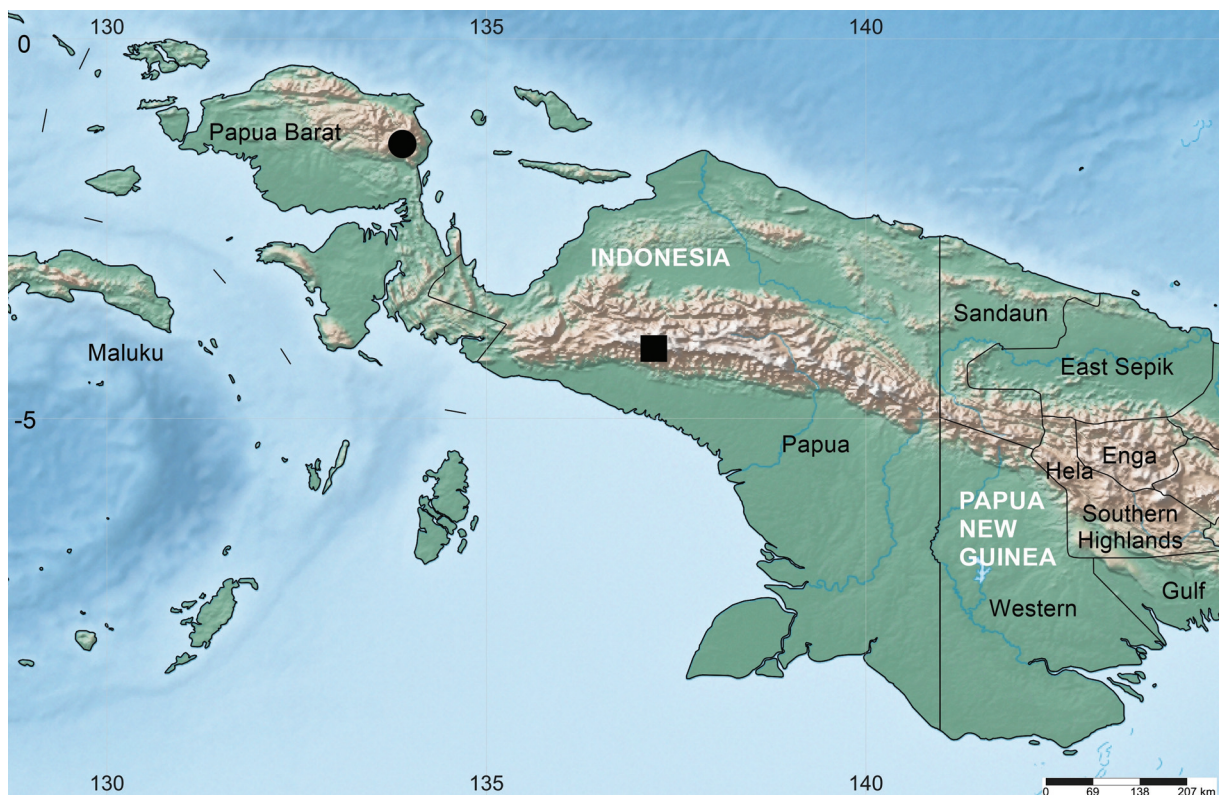 130
135
140
0
Papua Barat
INDONESIA
Sandaun
Maluku
East Sepik
-5
Papua
Enga
Hela
PAPUA
NEW
GUINEA
Southern
Highlands
Gulf
Western
130
135
140
0
69
138
207 km